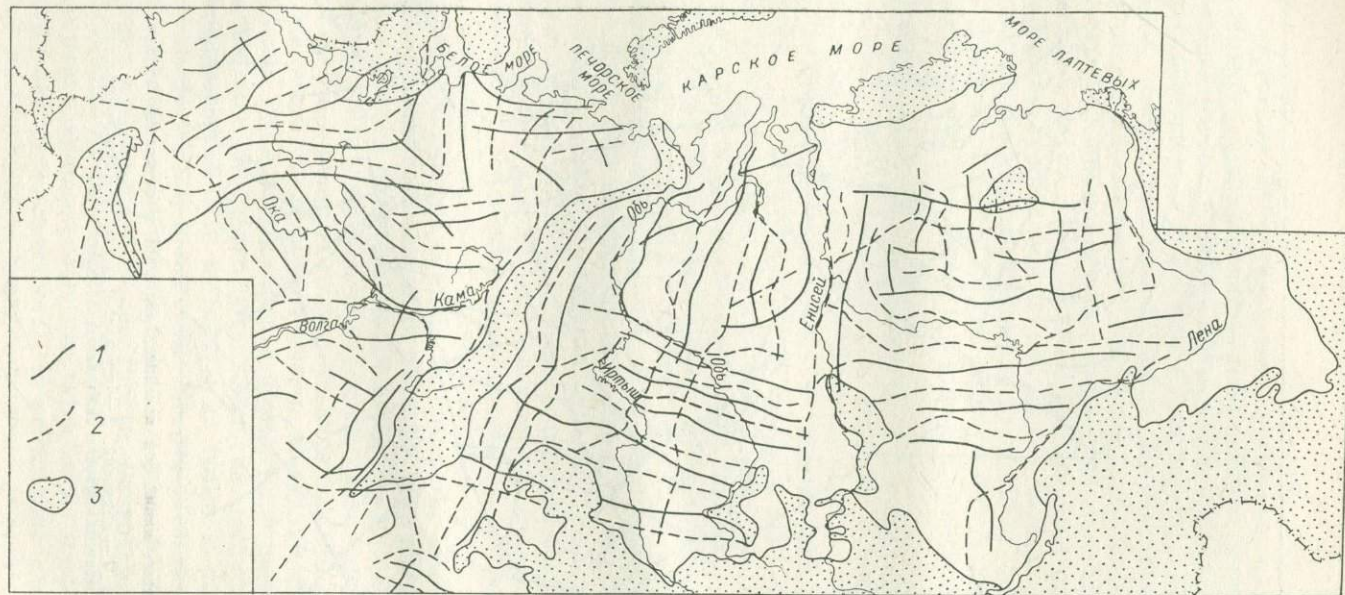 БЕЛОЕ МОРЕ
ПЕЧОРСКОЕ
МОРЕ
КАРСКОЕ МОРЕ
МОРЕ ЛАПТЕВЫХ
Ока
Обь
Кама
Волга
Енисей
Лена
Обь
Иртыш
1
2
3